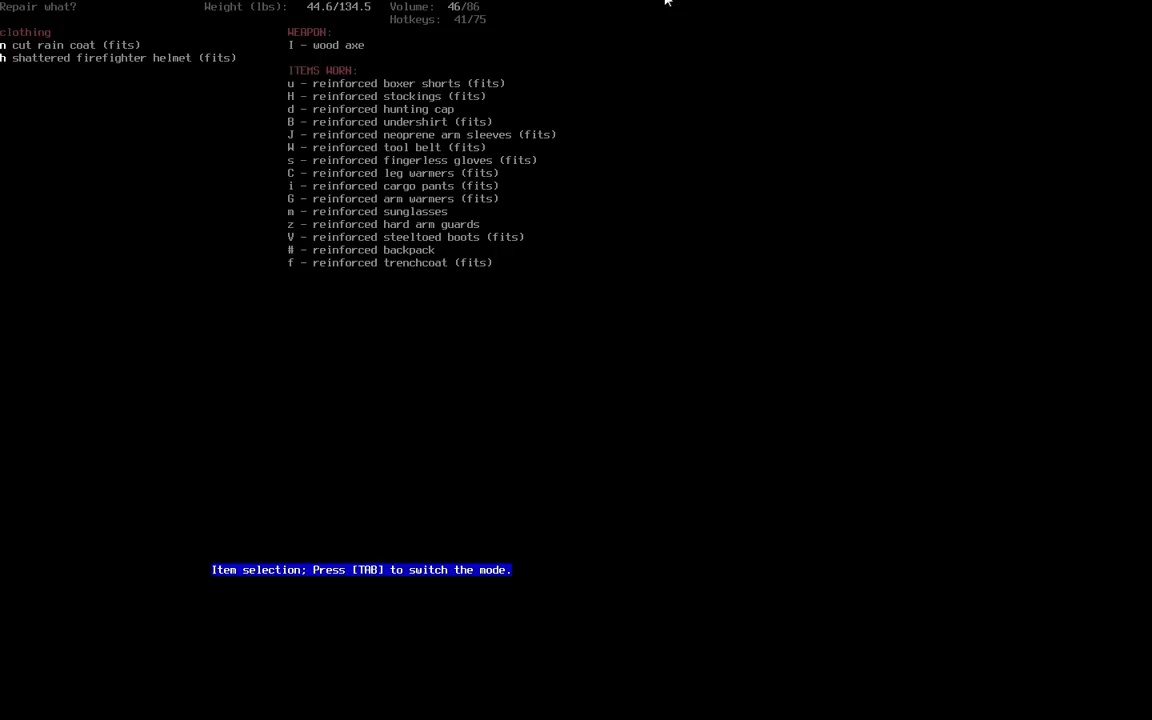 Repair what? Weight (lbs): 44.6/134.5 Volume: 46/86
Hotkeys: 41/75
clothing WEAPON:
n cut rain coat (fits) I - wood axe
h shattered firefighter helmet (fits)
ITEMS WORN:
u - reinforced boxer shorts (fits)
H - reinforced stockings (fits)
d - reinforced hunting cap
B - reinforced undershirt (fits)
J - reinforced neoprene arm sleeves (fits)
W - reinforced tool belt (fits)
s - reinforced fingerless gloves (fits)
C - reinforced leg warmers (fits)
i - reinforced cargo pants (fits)
G - reinforced arm warmers (fits)
m - reinforced sunglasses
z - reinforced hard arm guards
V - reinforced steeltoed boots (fits)
# - reinforced backpack
f - reinforced trenchcoat (fits)
Item selection; Press [TAB] to switch the mode.